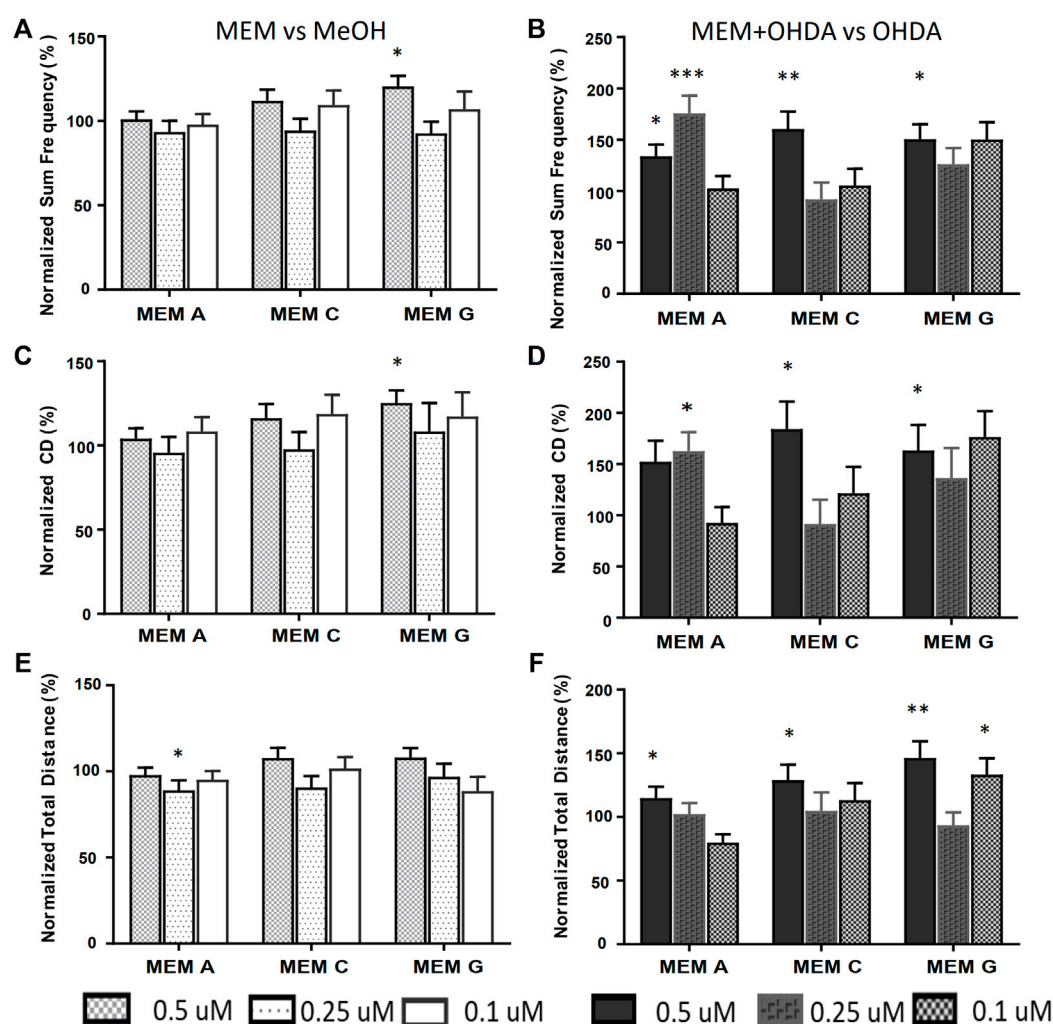 A
MEM vs MeOH
Normalized Sum Frequency (%)
150
100
50
0
*
MEM A
MEM C
MEM G
B
MEM+OHDA vs OHDA
Normalized Sum Frequency (%)
250
200
150
100
50
0
*
***
**
*
MEM A
MEM C
MEM G
C
Normalized CD (%)
150
100
50
0
*
MEM A
MEM C
MEM G
D
Normalized CD (%)
250
200
150
100
50
0
*
*
*
MEM A
MEM C
MEM G
E
Normalized Total Distance (%)
150
100
50
0
*
MEM A
MEM C
MEM G
F
Normalized Total Distance (%)
200
150
100
50
0
*
*
**
*
MEM A
MEM C
MEM G
0.5 uM
0.25 uM
0.1 uM
0.5 uM
0.25 uM
0.1 uM